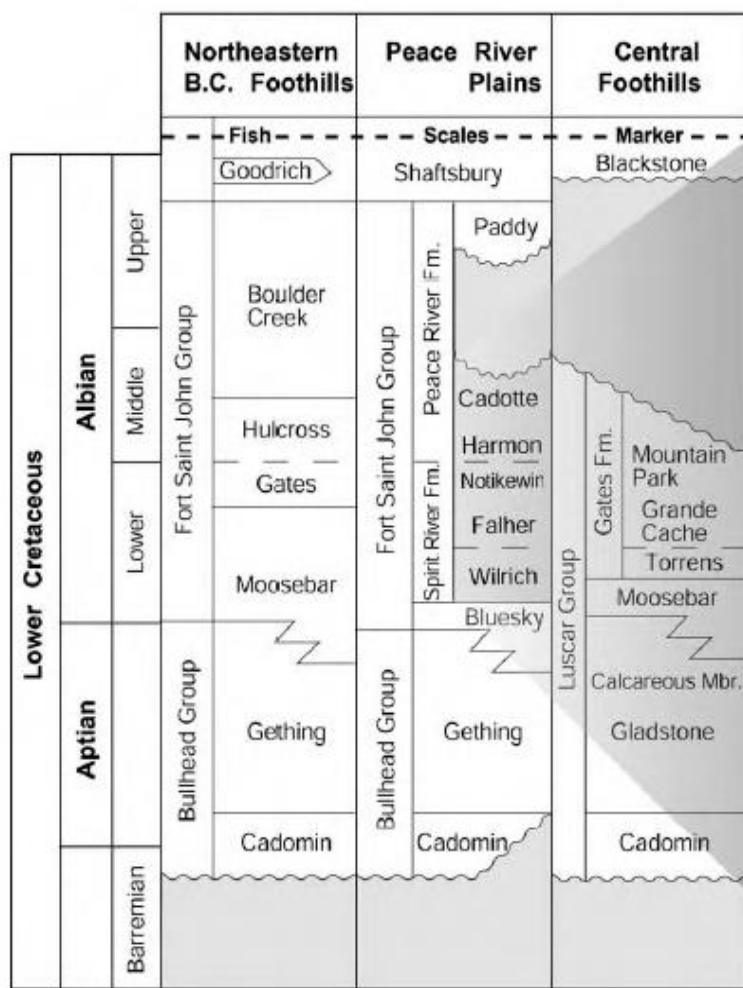 Northeastern
B.C. Foothills
Peace River
Plains
Central
Foothills
Fish
Scales
Marker
Lower Cretaceous
Albian
Aptian
Upper
Middle
Lower
Barremian
Fort Saint John Group
Bullhead Group
Goodrich
Boulder
Creek
Hulcross
Gates
Moosebar
Gething
Cadomin
Shaftsbury
Fort Saint John Group
Bullhead Group
Peace River Fm.
Spirit River Fm.
Paddy
Cadotte
Harmon
Notikewin
Falher
Wilrich
Bluesky
Gething
Cadomin
Blackstone
Luscar Group
Gates Fm.
Mountain
Park
Grande
Cache
Torrens
Moosebar
Calcareous Mbr.
Gladstone
Cadomin